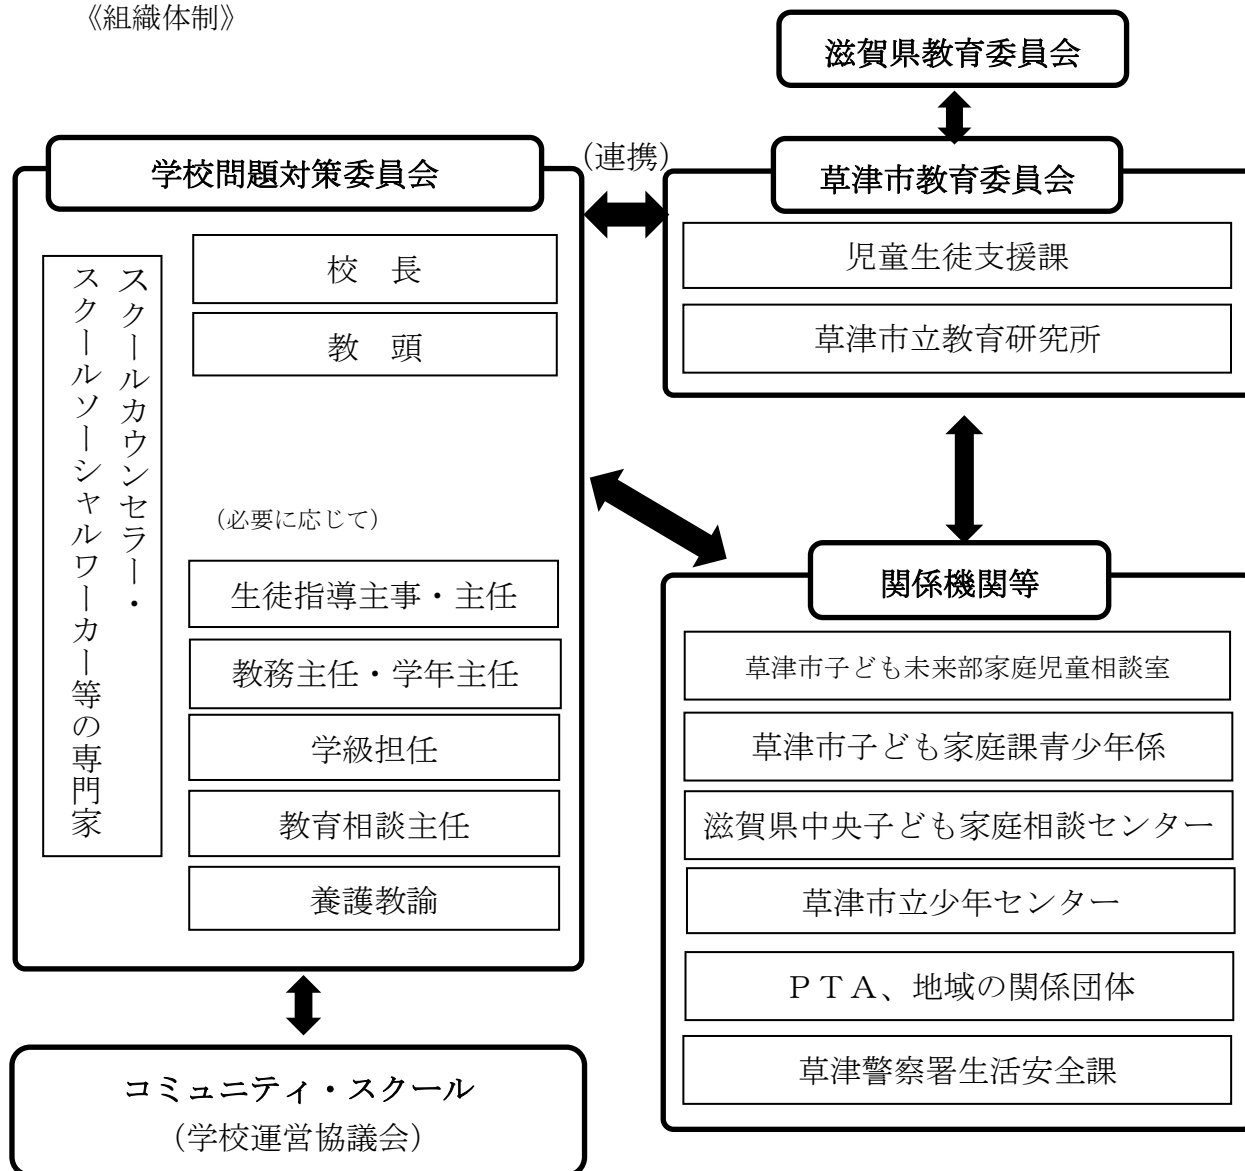 《組織体制》
滋賀県教育委員会
学校問題対策委員会
(連携)
草津市教育委員会
児童生徒支援課
草津市立教育研究所
スクールカウンセラー・
スクールソーシャルワーカー等の専門家
校　長
教　頭
(必要に応じて)
生徒指導主事・主任
教務主任・学年主任
学級担任
教育相談主任
養護教諭
関係機関等
草津市子ども未来部家庭児童相談室
草津市子ども家庭課青少年係
滋賀県中央子ども家庭相談センター
草津市立少年センター
ＰＴＡ、地域の関係団体
草津警察署生活安全課
コミュニティ・スクール
(学校運営協議会)